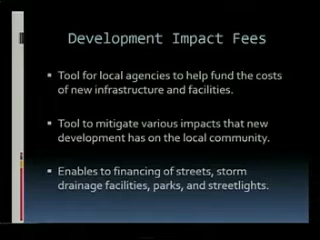 Development Impact Fees
Tool for local agencies to help fund the costs
of new infrastructure and facilities.
Tool to mitigate various impacts that new
development has on the local community.
Enables to financing of streets, storm
drainage facilities, parks, and streetlights.